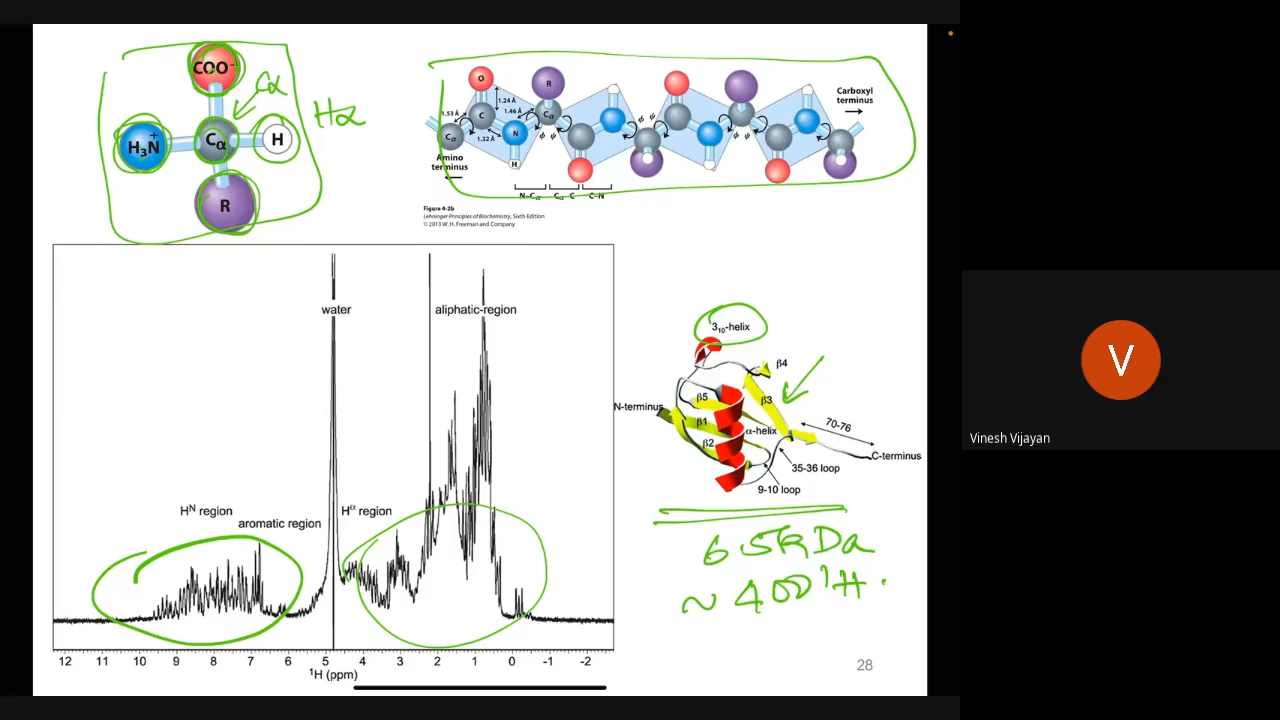 COO⁻
Cα
H₃N⁺
Cα
H
Hα
R
O
R
1.24 Å
1.53 Å
1.46 Å
C
Cα
Cα
N
1.32 Å
H
φ ψ
φ ψ
φ ψ
φ ψ
Amino
terminus
Carboxyl
terminus
N–Cα Cα–C C–N
Figure 4-2b
Lehninger Principles of Biochemistry, Sixth Edition
© 2013 W. H. Freeman and Company
water
aliphatic-region
Hᴺ region
aromatic region
Hᵅ region
12 11 10 9 8 7 6 5 4 3 2 1 0 -1 -2
¹H (ppm)
3₁₀-helix
β4
β5
β3
N-terminus
β1
α-helix
β2
70-76
C-terminus
35-36 loop
9-10 loop
6.5kDa
~ 400 ¹H.
28
V
Vinesh Vijayan